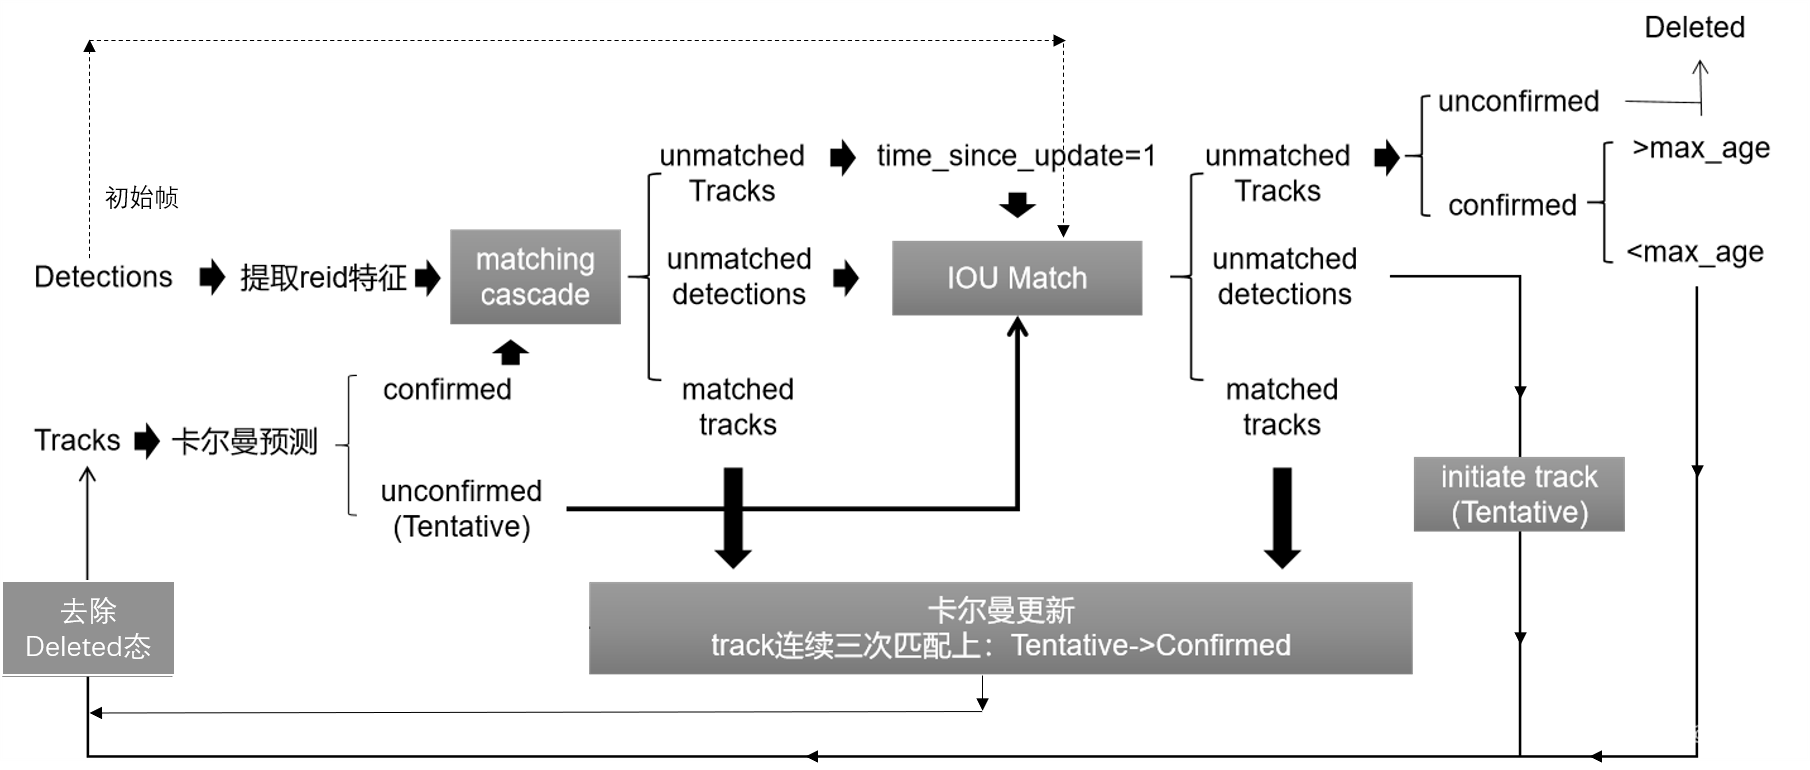 Deleted
unconfirmed
>max_age
confirmed
<max_age
初始帧
unmatched
Tracks
time_since_update=1
unmatched
Tracks
Detections
提取reid特征
matching
cascade
unmatched
detections
IOU Match
unmatched
detections
confirmed
matched
tracks
matched
tracks
Tracks
卡尔曼预测
unconfirmed
(Tentative)
initiate track
(Tentative)
去除
Deleted态
卡尔曼更新
track连续三次匹配上：Tentative->Confirmed